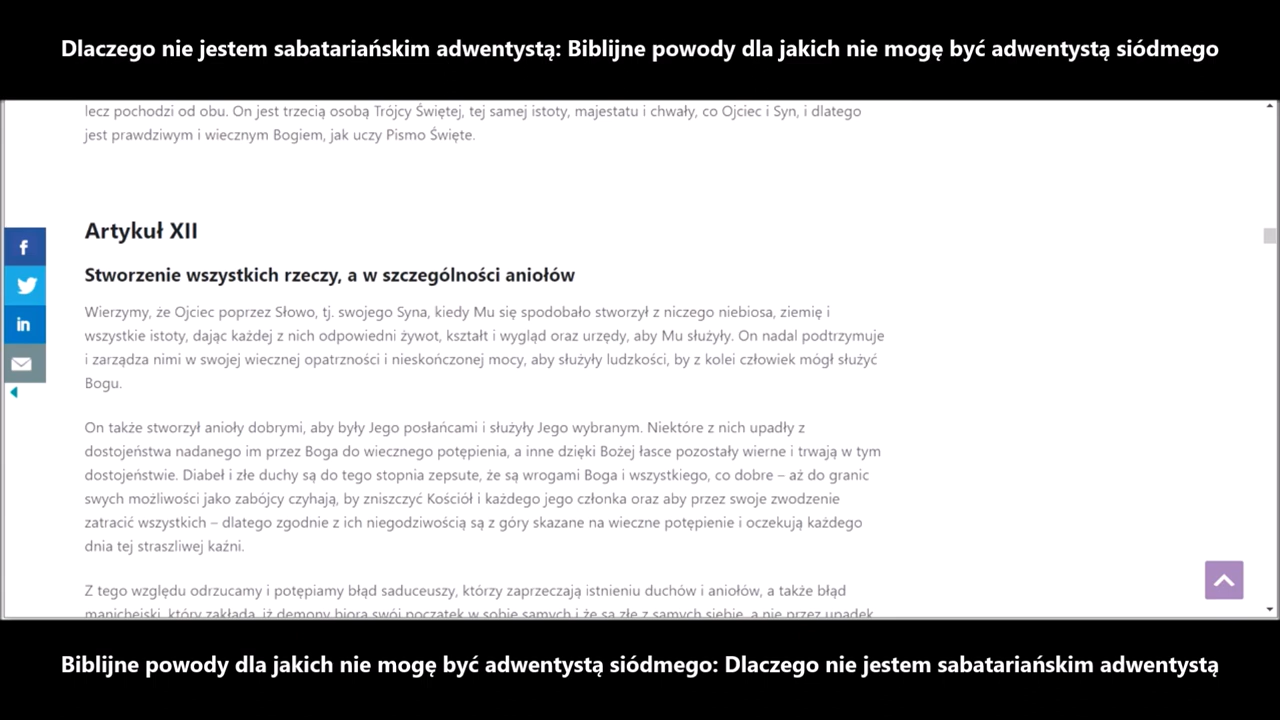 Dlaczego nie jestem sabatariańskim adwentystą: Biblijne powody dla jakich nie mogę być adwentystą siódmego
lecz pochodzi od obu. On jest trzecią osobą Trójcy Świętej, tej samej istoty, majestatu i chwały, co Ojciec i Syn, i dlatego
jest prawdziwym i wiecznym Bogiem, jak uczy Pismo Święte.
Artykuł XII
Stworzenie wszystkich rzeczy, a w szczególności aniołów
Wierzymy, że Ojciec poprzez Słowo, tj. swojego Syna, kiedy Mu się spodobało stworzył z niczego niebiosa, ziemię i
wszystkie istoty, dając każdej z nich odpowiedni żywot, kształt i wygląd oraz urzędy, aby Mu służyły. On nadal podtrzymuje
i zarządza nimi w swojej wiecznej opatrzności i nieskończonej mocy, aby służyły ludzkości, by z kolei człowiek mógł służyć
Bogu.
On także stworzył anioły dobrymi, aby były Jego posłańcami i służyły Jego wybranym. Niektóre z nich upadły z
dostojeństwa nadanego im przez Boga do wiecznego potępienia, a inne dzięki Bożej łasce pozostały wierne i trwają w tym
dostojeństwie. Diabeł i złe duchy są do tego stopnia zepsute, że są wrogami Boga i wszystkiego, co dobre – aż do granic
swych możliwości jako zabójcy czyhają, by zniszczyć Kościół i każdego jego członka oraz aby przez swoje zwodzenie
zatracić wszystkich – dlatego zgodnie z ich niegodziwością są z góry skazane na wieczne potępienie i oczekują każdego
dnia tej straszliwej kaźni.
Z tego względu odrzucamy i potępiamy błąd saduceuszy, którzy zaprzeczają istnieniu duchów i aniołów, a także błąd
manichejski, który zakłada, iż demony biorą swój początek w sobie samych i że są złe z samych siebie, a nie przez upadek
Biblijne powody dla jakich nie mogę być adwentystą siódmego: Dlaczego nie jestem sabatariańskim adwentystą